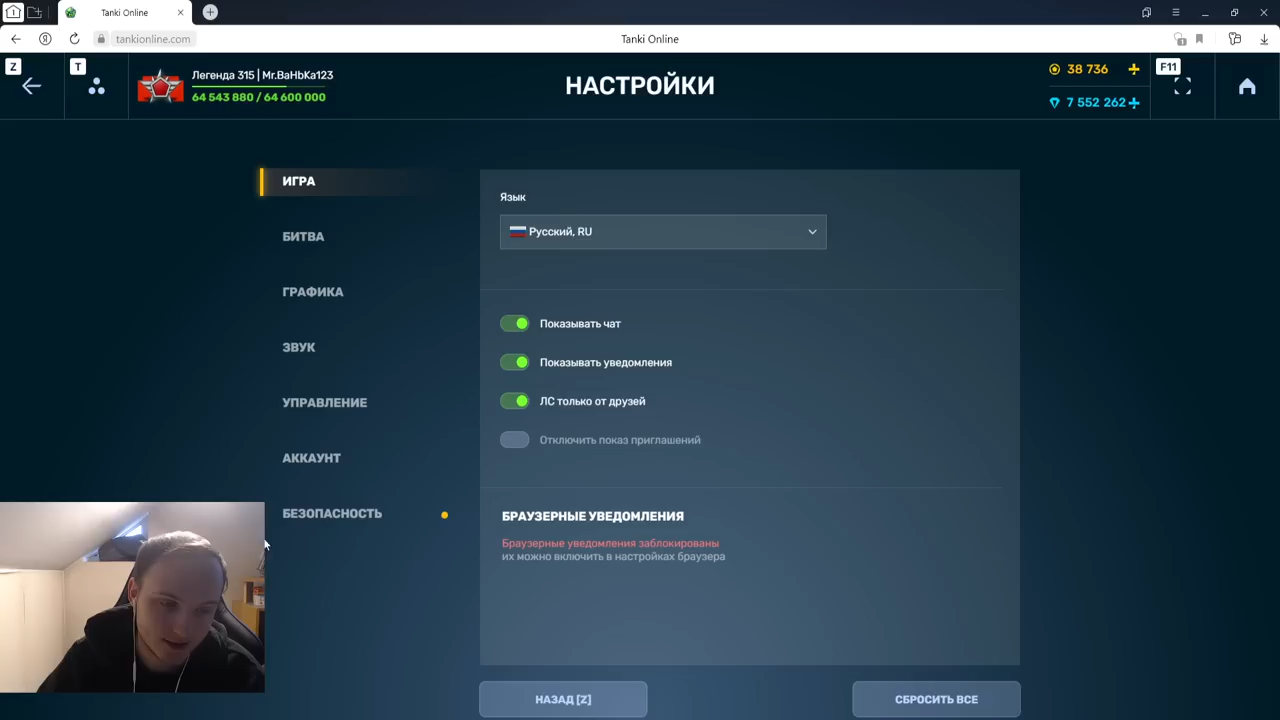 Tanki Online
tankionline.com
Tanki Online
Z
T
Легенда 315 | Mr.BaHbKa123
64 543 880 / 64 600 000
НАСТРОЙКИ
38 736
7 552 262
F11
ИГРА
БИТВА
ГРАФИКА
ЗВУК
УПРАВЛЕНИЕ
АККАУНТ
БЕЗОПАСНОСТЬ
Язык
Русский, RU
Показывать чат
Показывать уведомления
ЛС только от друзей
Отключить показ приглашений
БРАУЗЕРНЫЕ УВЕДОМЛЕНИЯ
Браузерные уведомления заблокированы
их можно включить в настройках браузера
НАЗАД [Z]
СБРОСИТЬ ВСЕ